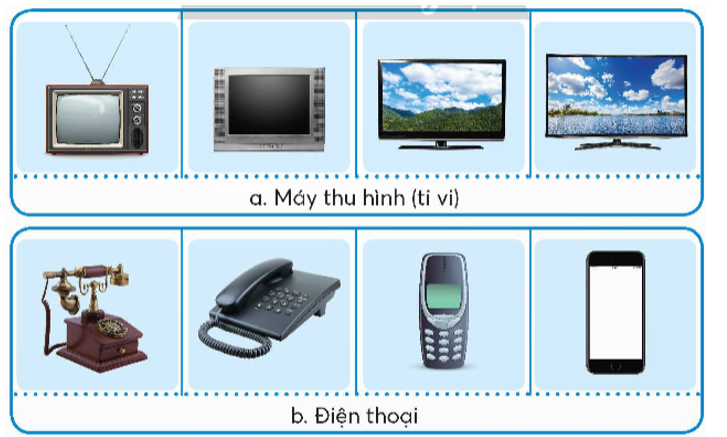 a. Máy thu hình (ti vi)
b. Điện thoại